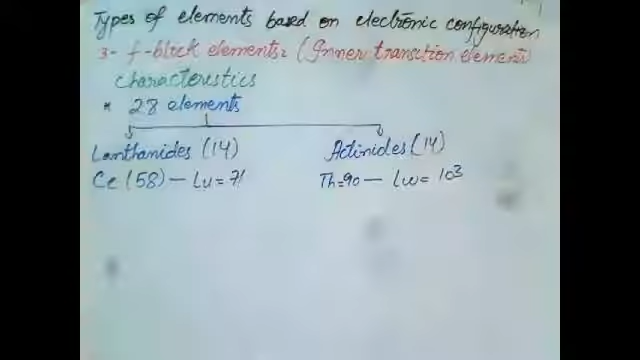 Types of elements based on electronic configuration
3- f-block elements: (Inner transition elements)
characteristics
* 28 elements
Lanthanides (14) Actinides (14)
Ce (58) — Lu = 71 Th=90 — Lw = 103